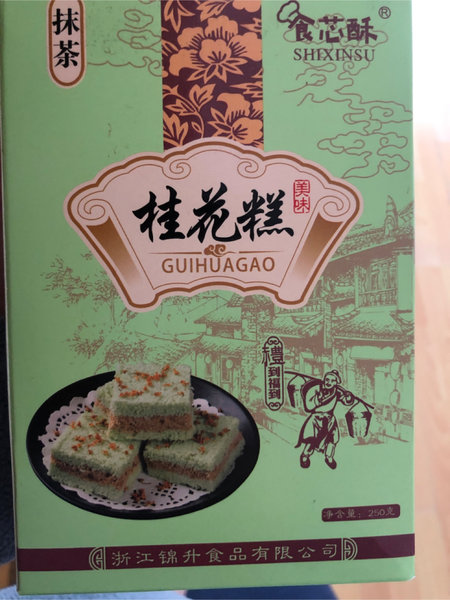 抹茶
食芯酥®
SHIXINSU
桂花糕
美味
GUIHUAGAO
禮到福到
净含量：250克
浙江锦升食品有限公司